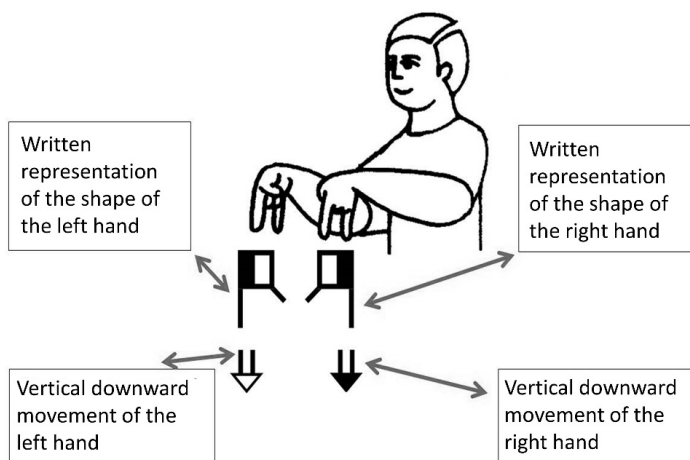 Written
representation
of the shape of
the left hand
Written
representation
of the shape of
the right hand
Vertical downward
movement of the
left hand
Vertical downward
movement of the
right hand